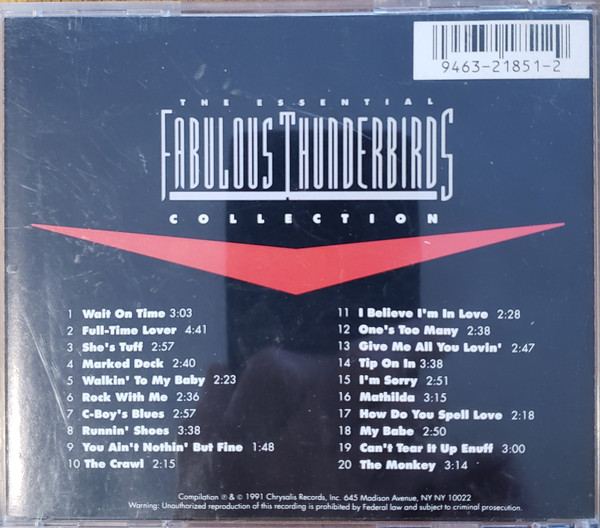 9463-21851-2
THE ESSENTIAL
FABULOUS THUNDERBIRDS
COLLECTION
1 Wait On Time 3:03
2 Full-Time Lover 4:41
3 She's Tuff 2:57
4 Marked Deck 2:40
5 Walkin' To My Baby 2:23
6 Rock With Me 2:36
7 C-Boy's Blues 2:57
8 Runnin' Shoes 3:38
9 You Ain't Nothin' But Fine 1:48
10 The Crawl 2:15
11 I Believe I'm In Love 2:28
12 One's Too Many 2:38
13 Give Me All You Lovin' 2:47
14 Tip On In 3:38
15 I'm Sorry 2:51
16 Mathilda 3:15
17 How Do You Spell Love 2:18
18 My Babe 2:50
19 Can't Tear It Up Enuff 3:00
20 The Monkey 3:14
Compilation ℗ & © 1991 Chrysalis Records, Inc. 645 Madison Avenue, NY NY 10022
Warning: Unauthorized reproduction of this recording is prohibited by Federal law and subject to criminal prosecution.